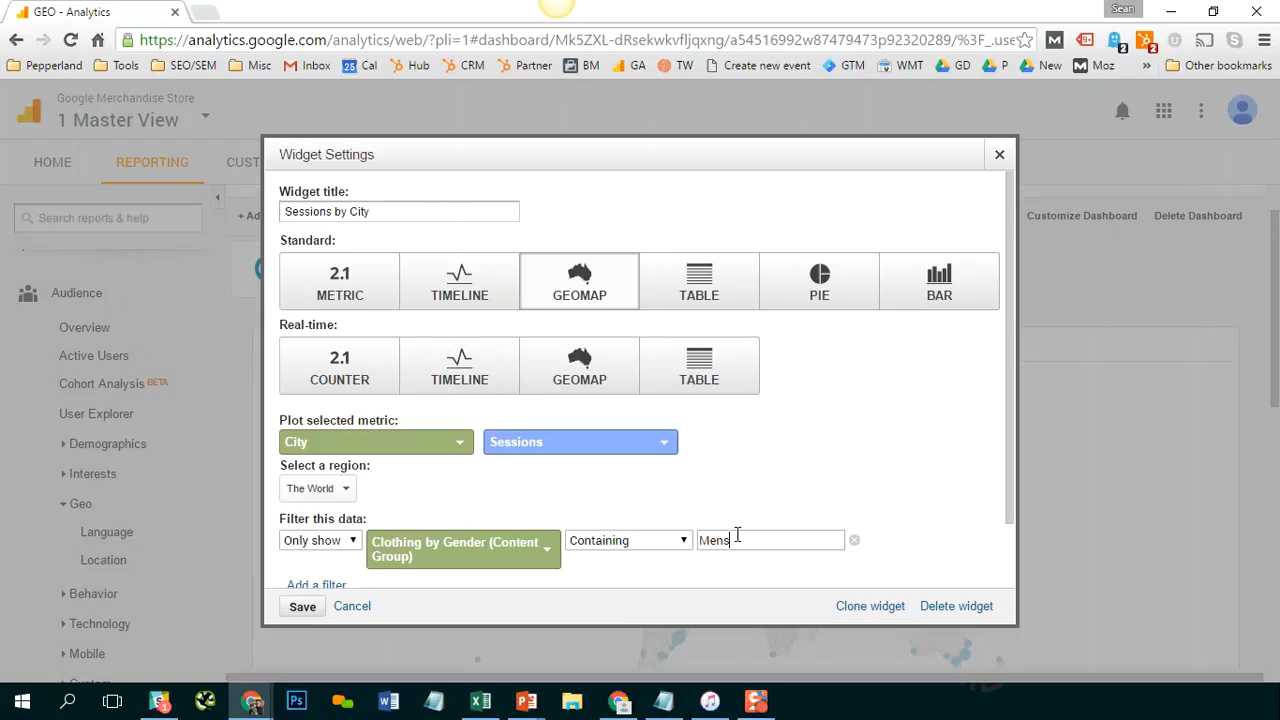 GEO - Analytics
Sean
https://analytics.google.com/analytics/web/?pli=1#dashboard/Mk5ZXL-dRsekwkvfljqxng/a54516992w87479473p92320289/%3F_.use
Pepperland Tools SEO/SEM Misc Inbox 25 Cal Hub CRM Partner BM GA TW Create new event GTM WMT GD P New Moz » Other bookmarks
Google Merchandise Store
1 Master View
HOME REPORTING CUST
Search reports & help
+ Ad
Customize Dashboard Delete Dashboard
Audience
Overview
Active Users
Cohort Analysis BETA
User Explorer
Demographics
Interests
Geo
Language
Location
Behavior
Technology
Mobile
Widget Settings
Widget title:
Sessions by City
Standard:
2.1
METRIC TIMELINE GEOMAP TABLE PIE BAR
Real-time:
2.1
COUNTER TIMELINE GEOMAP TABLE
Plot selected metric:
City Sessions
Select a region:
The World
Filter this data:
Only show Clothing by Gender (Content Group) Containing Mens
Add a filter
Save Cancel Clone widget Delete widget